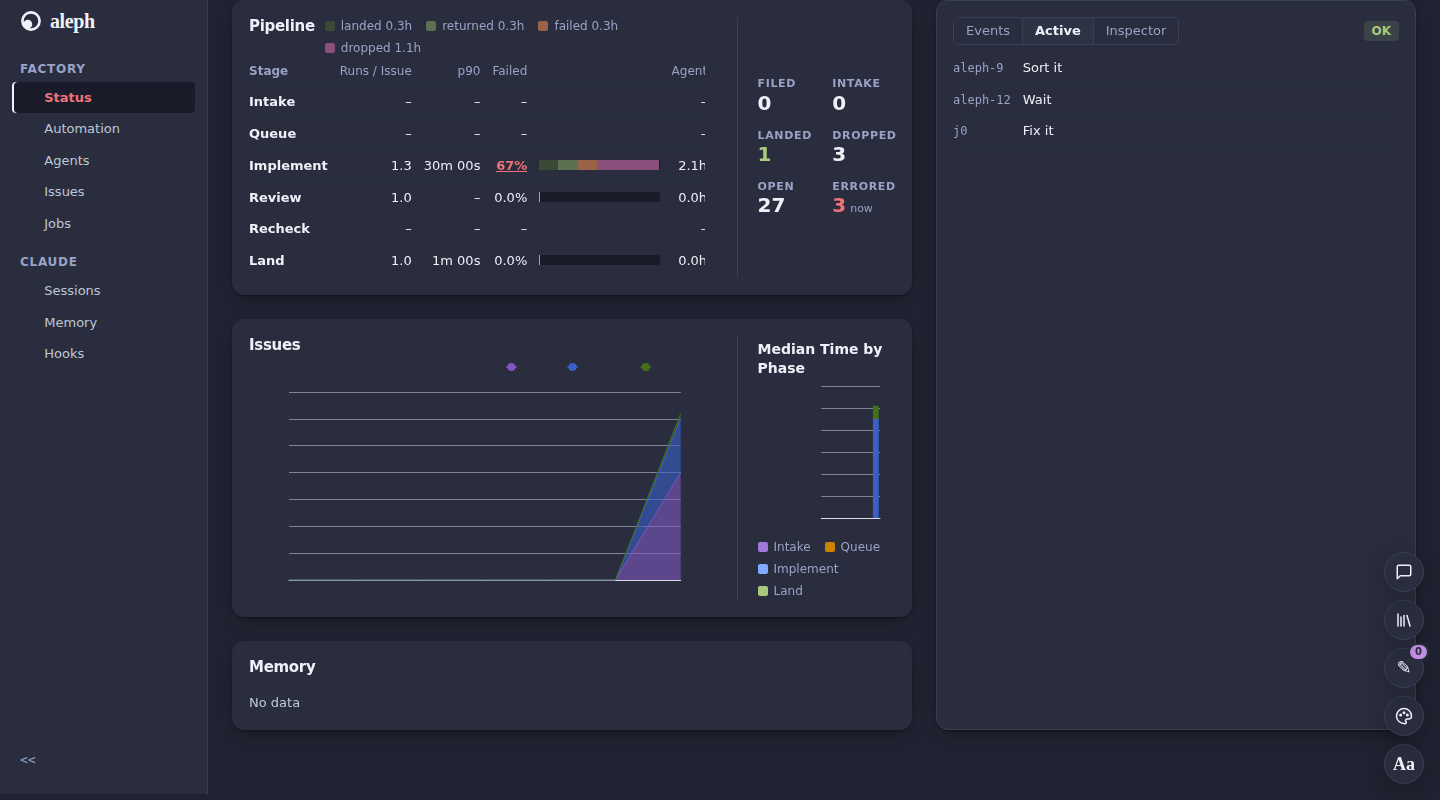 aleph
FACTORY
Status
Automation
Agents
Issues
Jobs
CLAUDE
Sessions
Memory
Hooks
<<
Pipeline
landed 0.3h returned 0.3h failed 0.3h
dropped 1.1h
Stage Runs / Issue p90 Failed Agent
Intake – – – –
Queue – – – –
Implement 1.3 30m 00s 67% 2.1h
Review 1.0 – 0.0% 0.0h
Recheck – – – –
Land 1.0 1m 00s 0.0% 0.0h
FILED INTAKE
0 0
LANDED DROPPED
1 3
OPEN ERRORED
27 3 now
Issues
Median Time by
Phase
Intake Queue
Implement
Land
Memory
No data
Events Active Inspector OK
aleph-9 Sort it
aleph-12 Wait
j0 Fix it
0
Aa